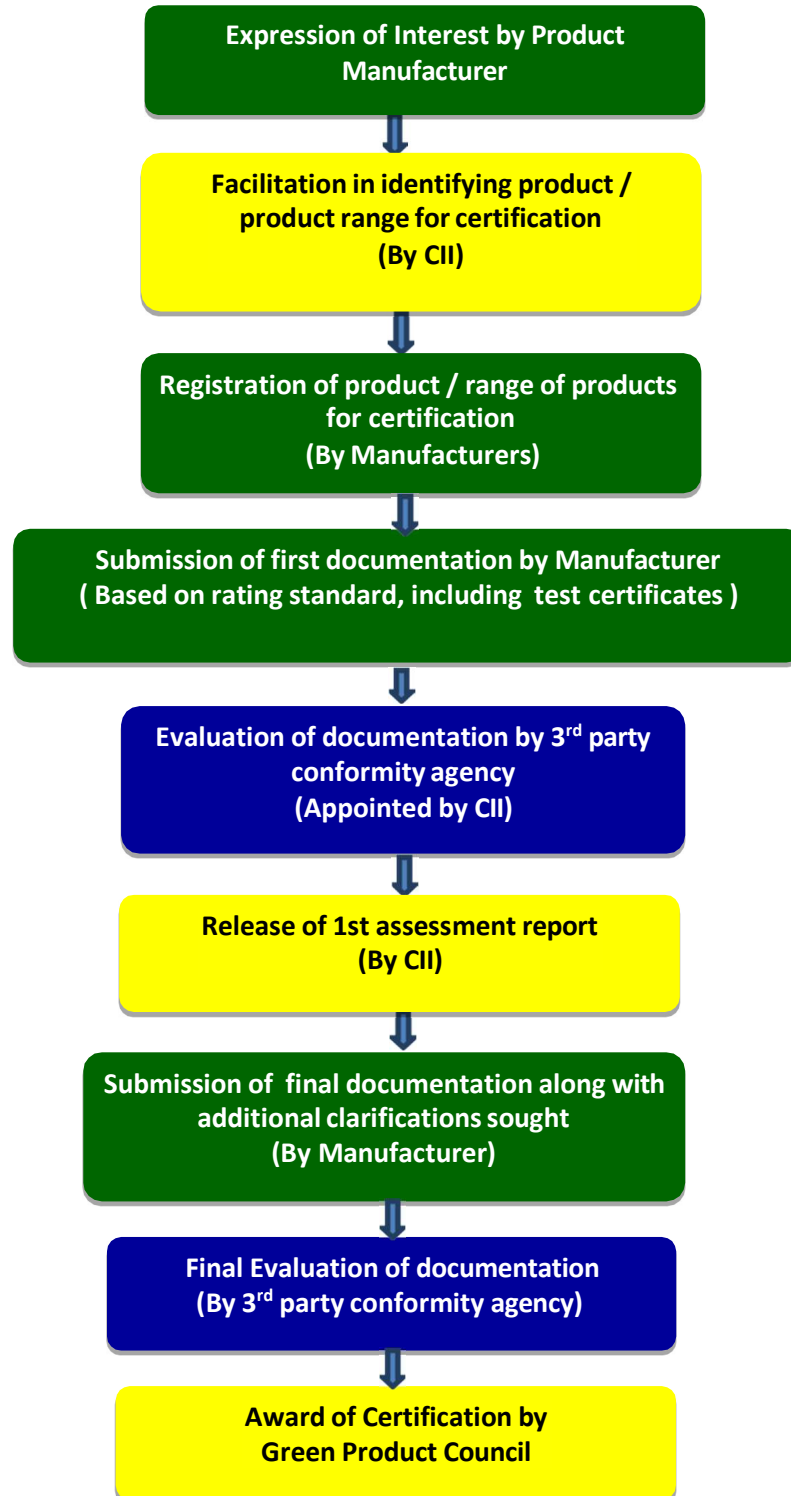 Expression of Interest by Product
Manufacturer
Facilitation in identifying product /
product range for certification
(By CII)
Registration of product / range of products
for certification
(By Manufacturers)
Submission of first documentation by Manufacturer
( Based on rating standard, including test certificates )
Evaluation of documentation by 3rd party
conformity agency
(Appointed by CII)
Release of 1st assessment report
(By CII)
Submission of final documentation along with
additional clarifications sought
(By Manufacturer)
Final Evaluation of documentation
(By 3rd party conformity agency)
Award of Certification by
Green Product Council